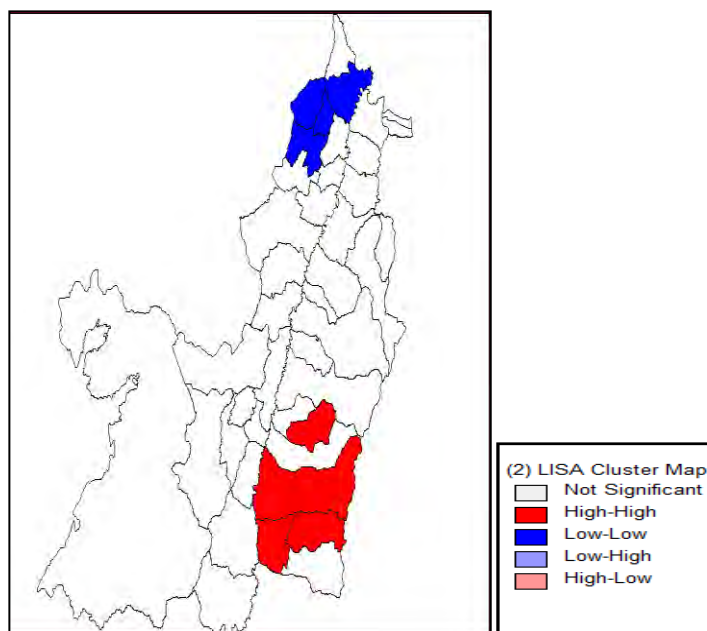 (2) LISA Cluster Map
Not Significant
High-High
Low-Low
Low-High
High-Low